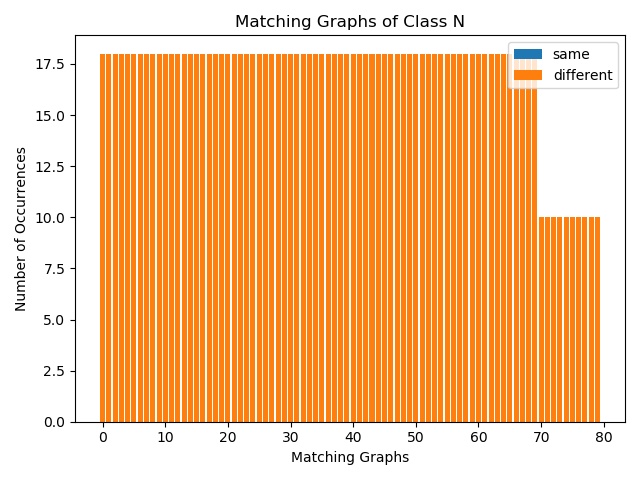 Matching Graphs of Class N
same
different
Number of Occurrences
17.5
15.0
12.5
10.0
7.5
5.0
2.5
0.0
0 10 20 30 40 50 60 70 80
Matching Graphs